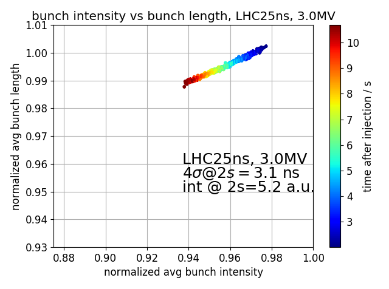 bunch intensity vs bunch length, LHC25ns, 3.0MV
1.01
1.00
0.99
0.98
0.97
0.96
0.95
0.94
0.93
normalized avg bunch length
LHC25ns, 3.0MV
4σ@2s = 3.1 ns
int @ 2s=5.2 a.u.
0.88 0.90 0.92 0.94 0.96 0.98 1.00
normalized avg bunch intensity
10
9
8
7
6
5
4
3
time after injection / s